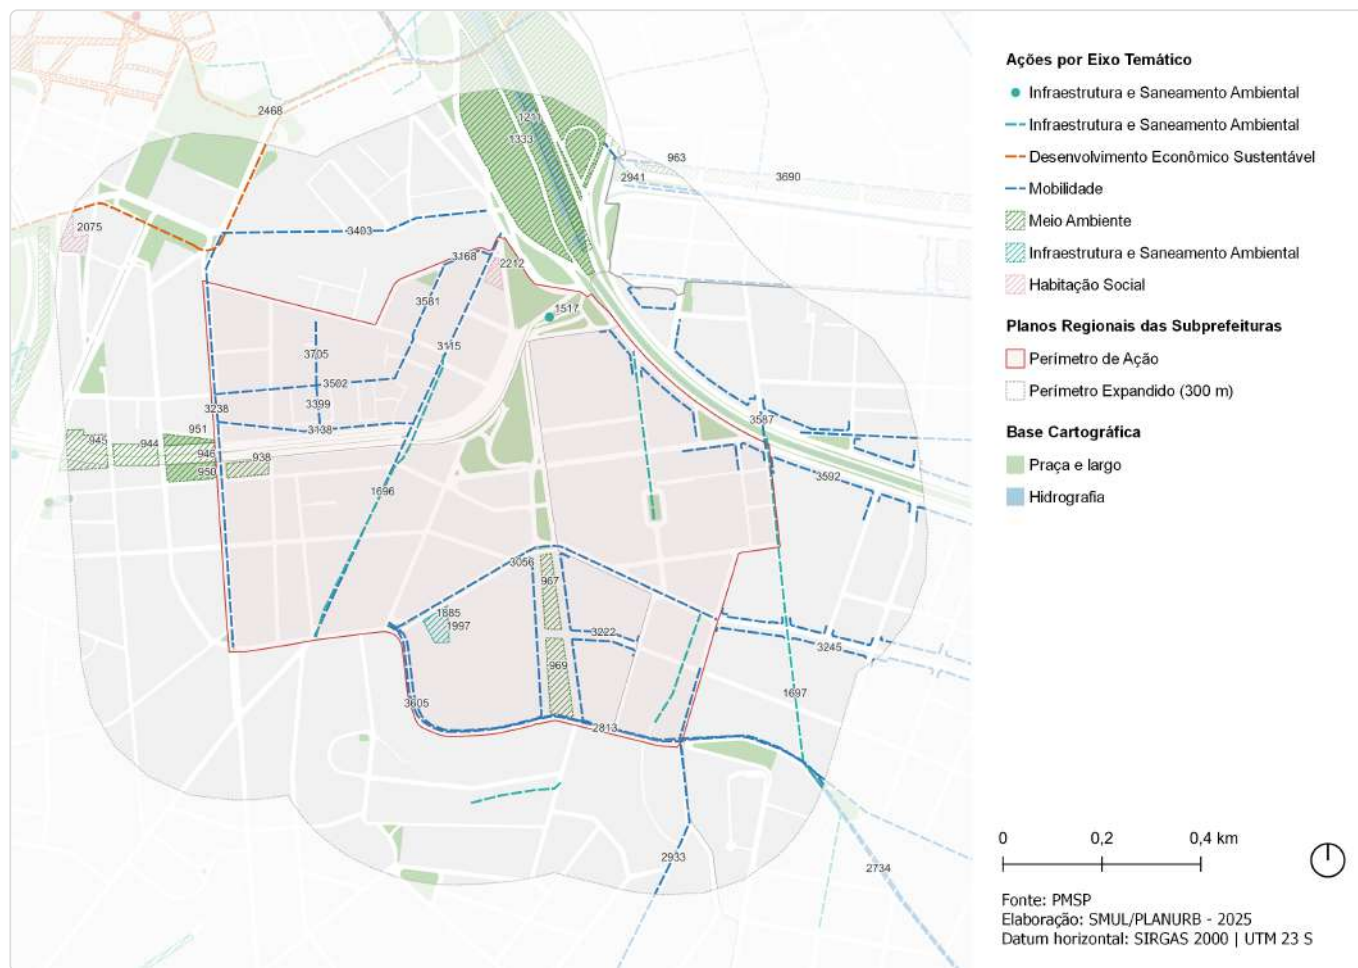 2468
1211
1333
963
3690
2941
2075
3403
3168
2212
1517
3581
3115
3705
3502
3399
3238
3138
951
945
944
946
938
950
3587
3592
1696
3056
967
1885
1997
3222
3245
969
1697
3605
2813
2933
2734
Ações por Eixo Temático
Infraestrutura e Saneamento Ambiental
Infraestrutura e Saneamento Ambiental
Desenvolvimento Econômico Sustentável
Mobilidade
Meio Ambiente
Infraestrutura e Saneamento Ambiental
Habitação Social
Planos Regionais das Subprefeituras
Perímetro de Ação
Perímetro Expandido (300 m)
Base Cartográfica
Praça e largo
Hidrografia
0 0,2 0,4 km
Fonte: PMSP
Elaboração: SMUL/PLANURB - 2025
Datum horizontal: SIRGAS 2000 | UTM 23 S